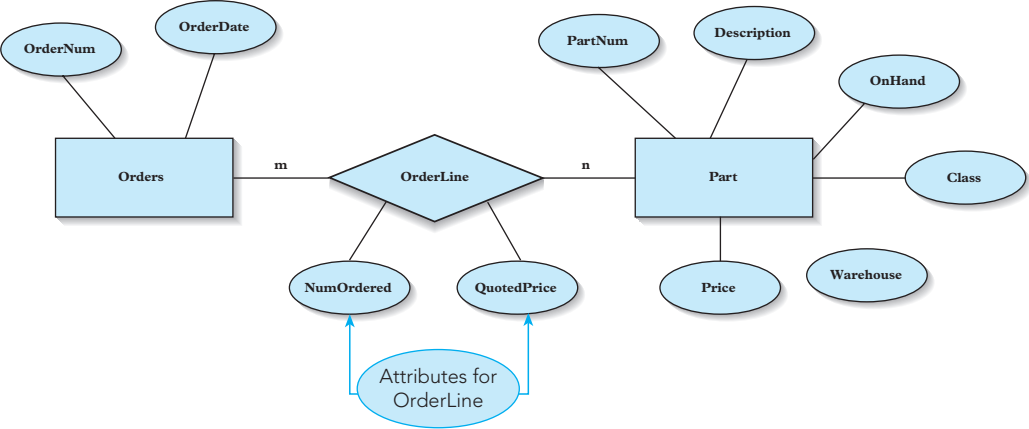 OrderNum
OrderDate
PartNum
Description
OnHand
Orders
m
OrderLine
n
Part
Class
NumOrdered
QuotedPrice
Price
Warehouse
Attributes for
OrderLine